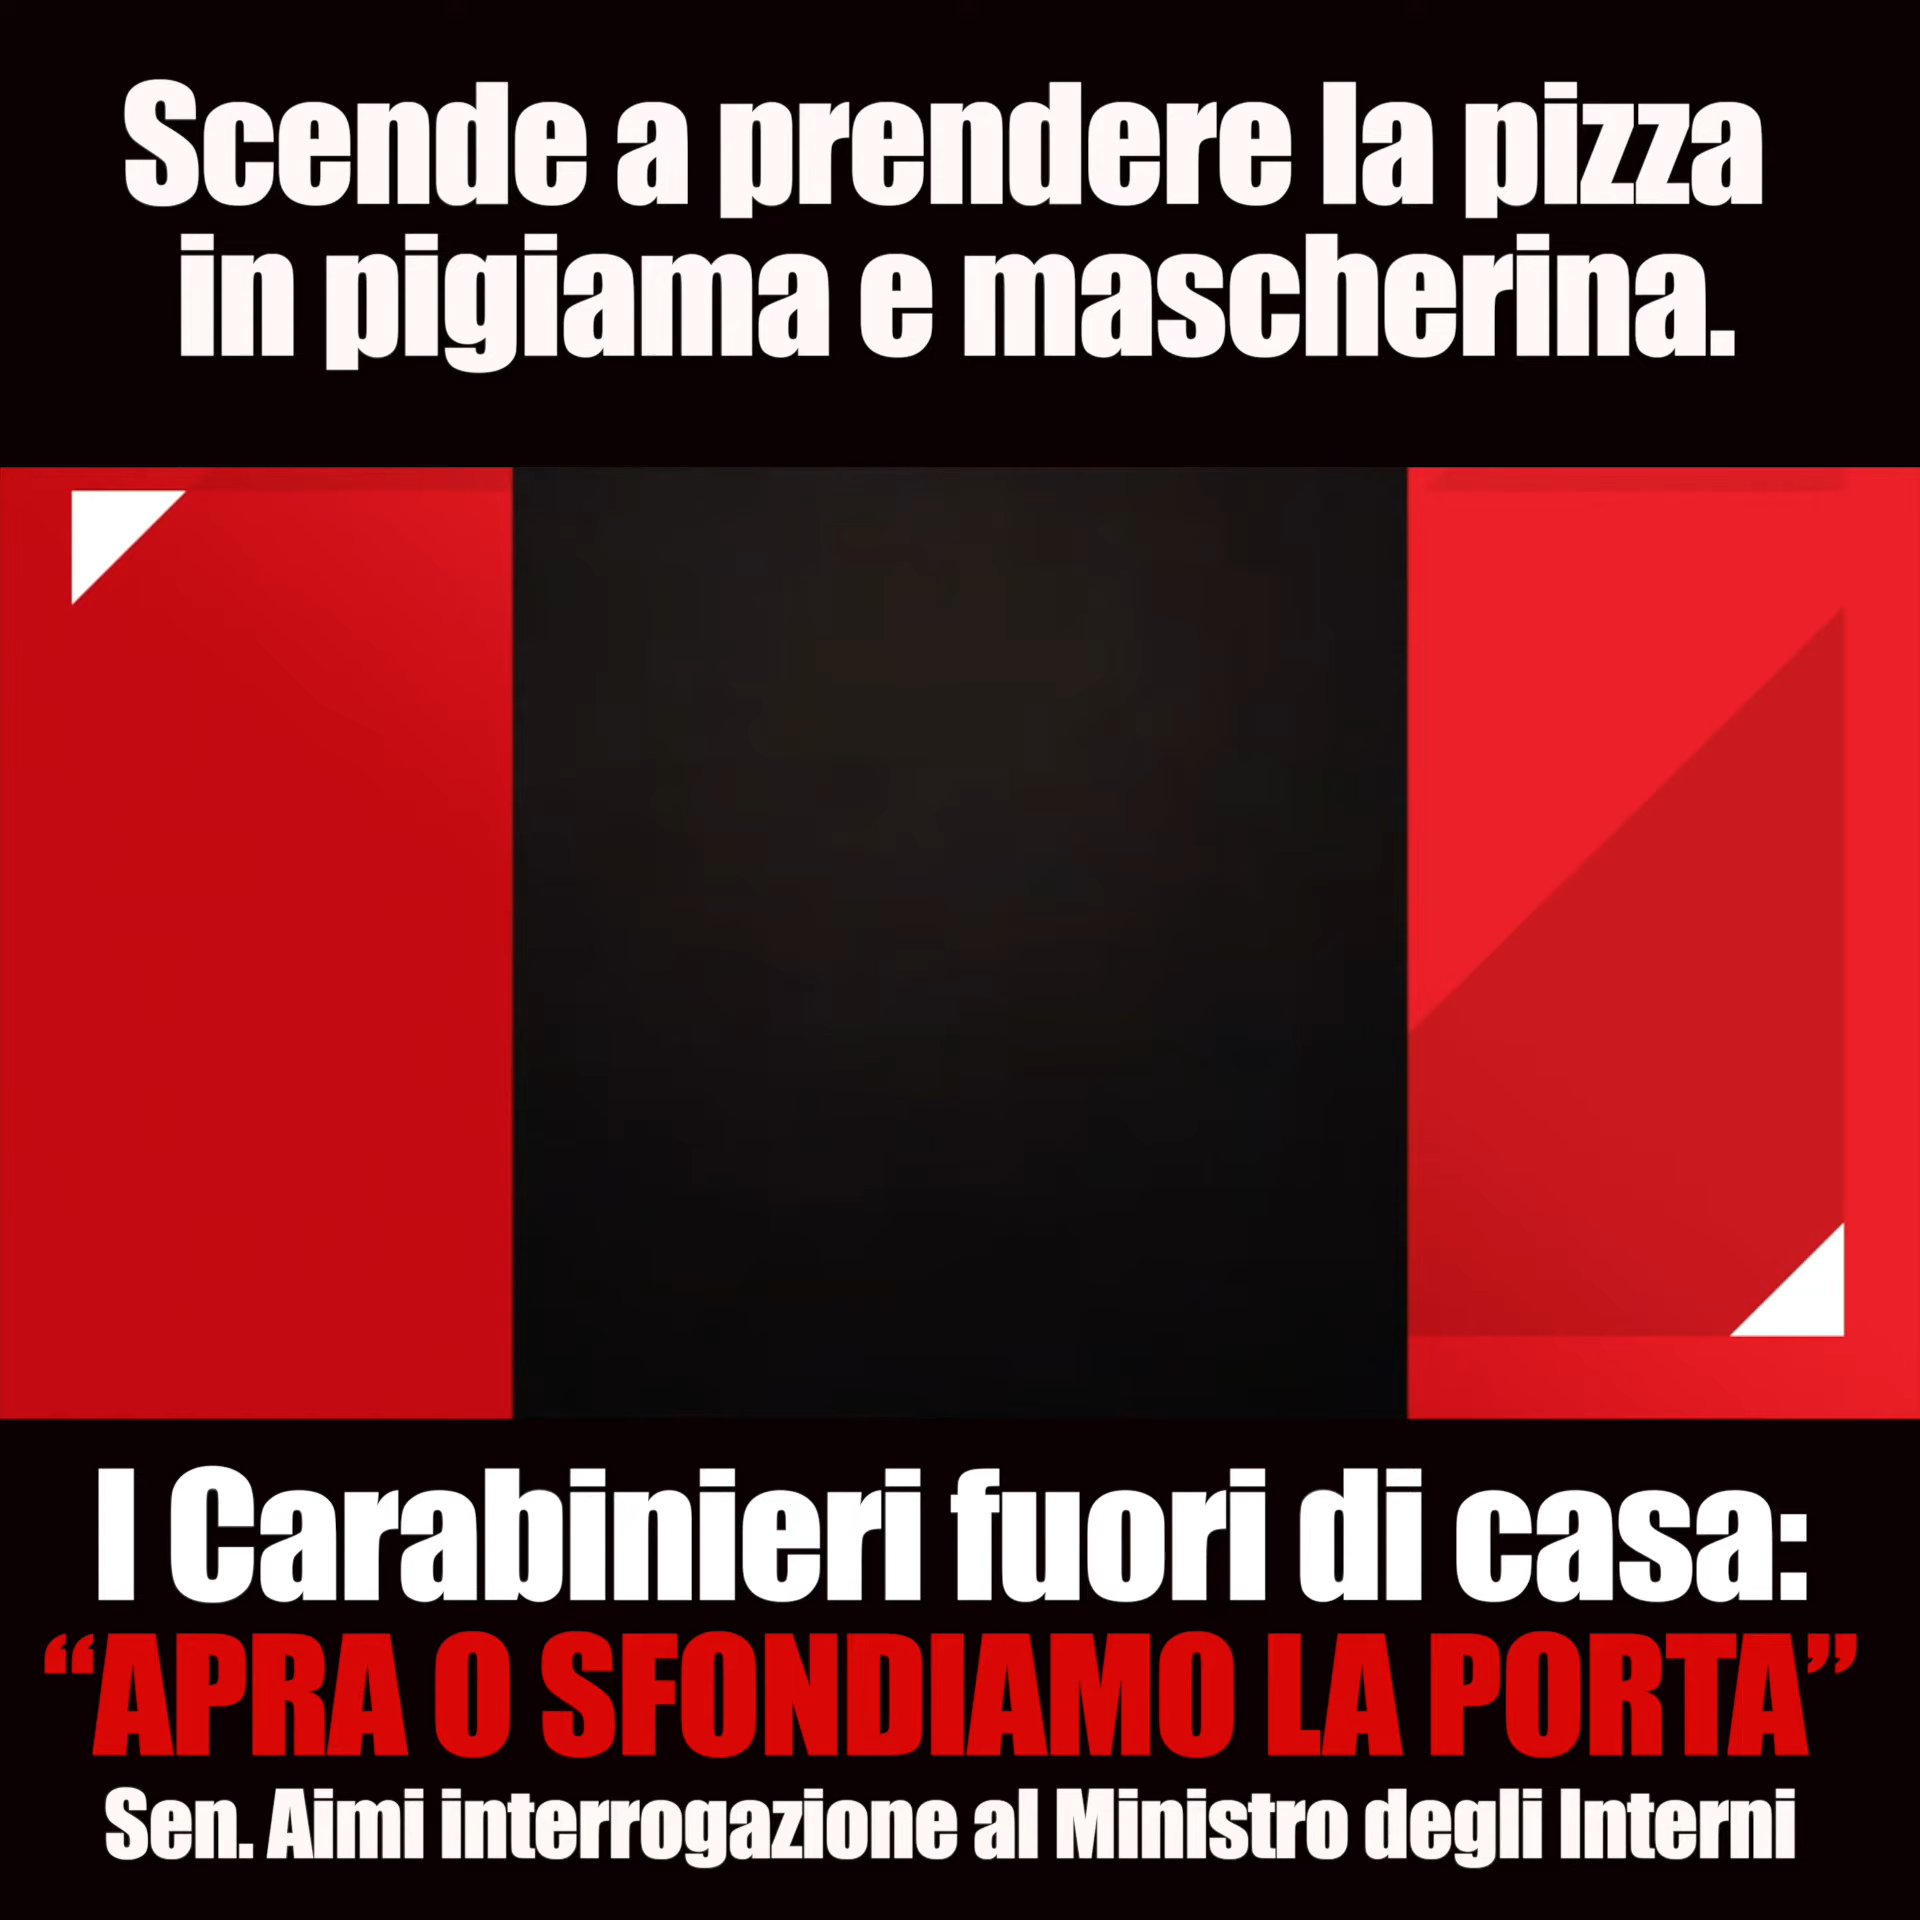 Scende a prendere la pizza
in pigiama e mascherina.
I Carabinieri fuori di casa:
“APRA O SFONDIAMO LA PORTA”
Sen. Aimi interrogazione al Ministro degli Interni